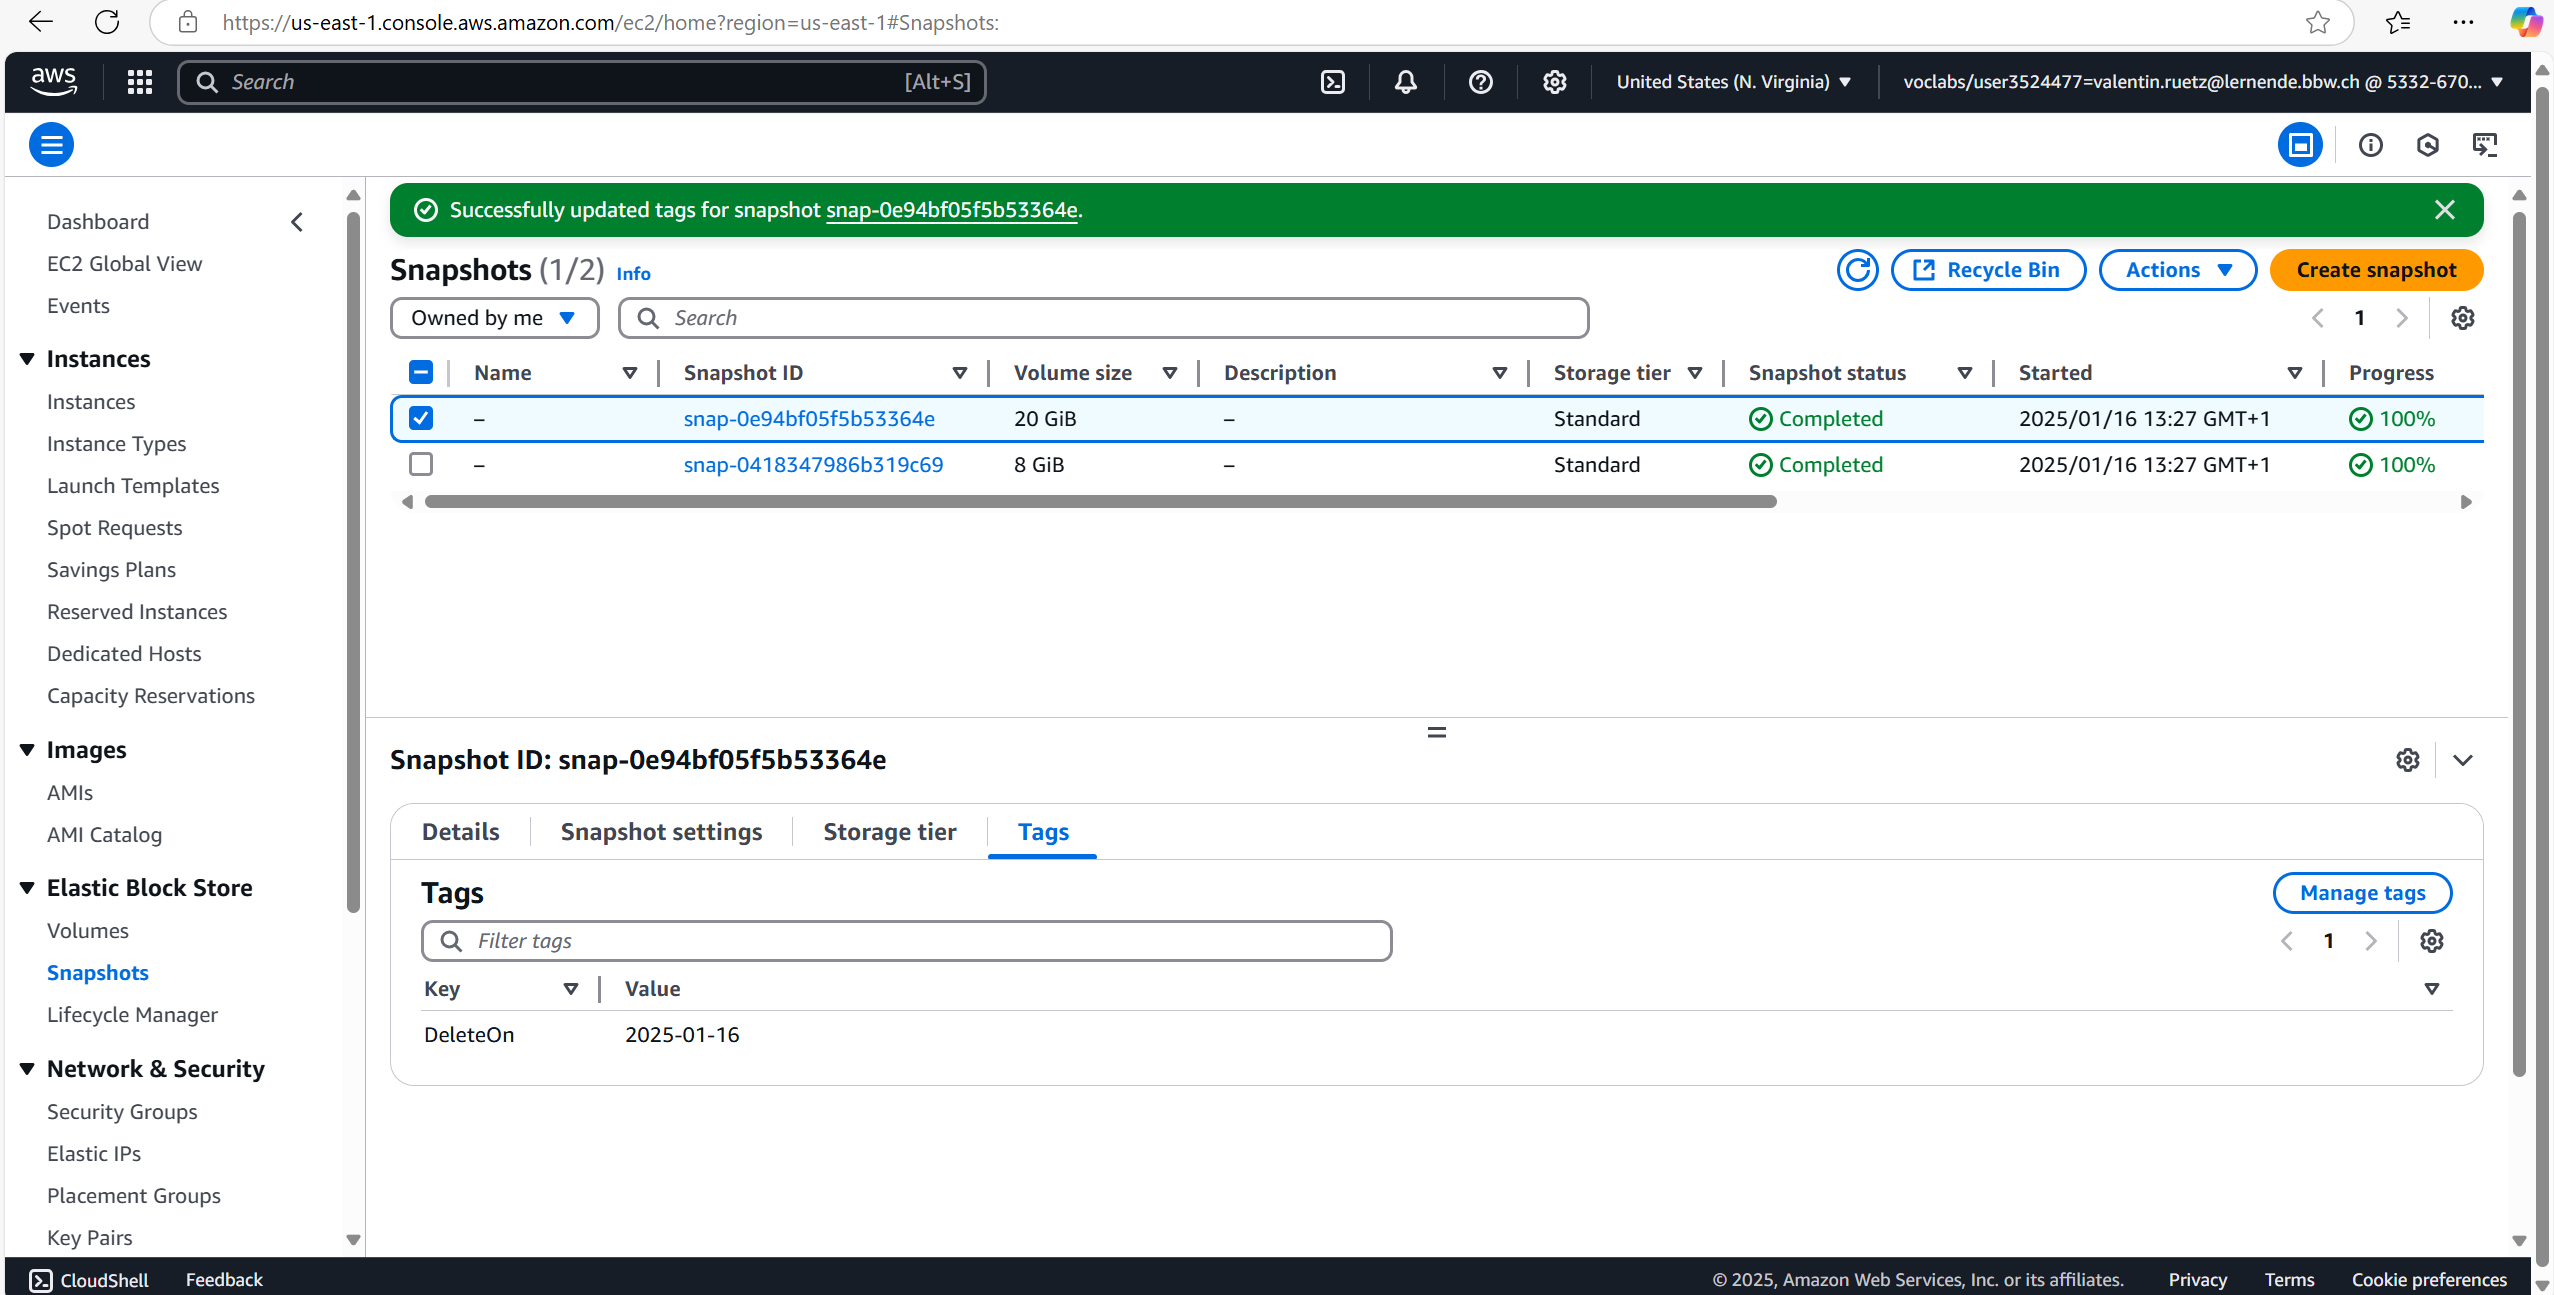 https://us-east-1.console.aws.amazon.com/ec2/home?region=us-east-1#Snapshots:
aws
Search [Alt+S]
United States (N. Virginia)
voclabs/user3524477=valentin.ruetz@lernende.bbw.ch @ 5332-670...
Dashboard
EC2 Global View
Events
Instances
Instances
Instance Types
Launch Templates
Spot Requests
Savings Plans
Reserved Instances
Dedicated Hosts
Capacity Reservations
Images
AMIs
AMI Catalog
Elastic Block Store
Volumes
Snapshots
Lifecycle Manager
Network & Security
Security Groups
Elastic IPs
Placement Groups
Key Pairs
Successfully updated tags for snapshot snap-0e94bf05f5b53364e.
Snapshots (1/2) Info
Recycle Bin
Actions
Create snapshot
Owned by me
Search
1
Name Snapshot ID Volume size Description Storage tier Snapshot status Started Progress
– snap-0e94bf05f5b53364e 20 GiB – Standard Completed 2025/01/16 13:27 GMT+1 100%
– snap-0418347986b319c69 8 GiB – Standard Completed 2025/01/16 13:27 GMT+1 100%
Snapshot ID: snap-0e94bf05f5b53364e
Details Snapshot settings Storage tier Tags
Tags
Manage tags
Filter tags
1
Key Value
DeleteOn 2025-01-16
CloudShell Feedback
© 2025, Amazon Web Services, Inc. or its affiliates. Privacy Terms Cookie preferences